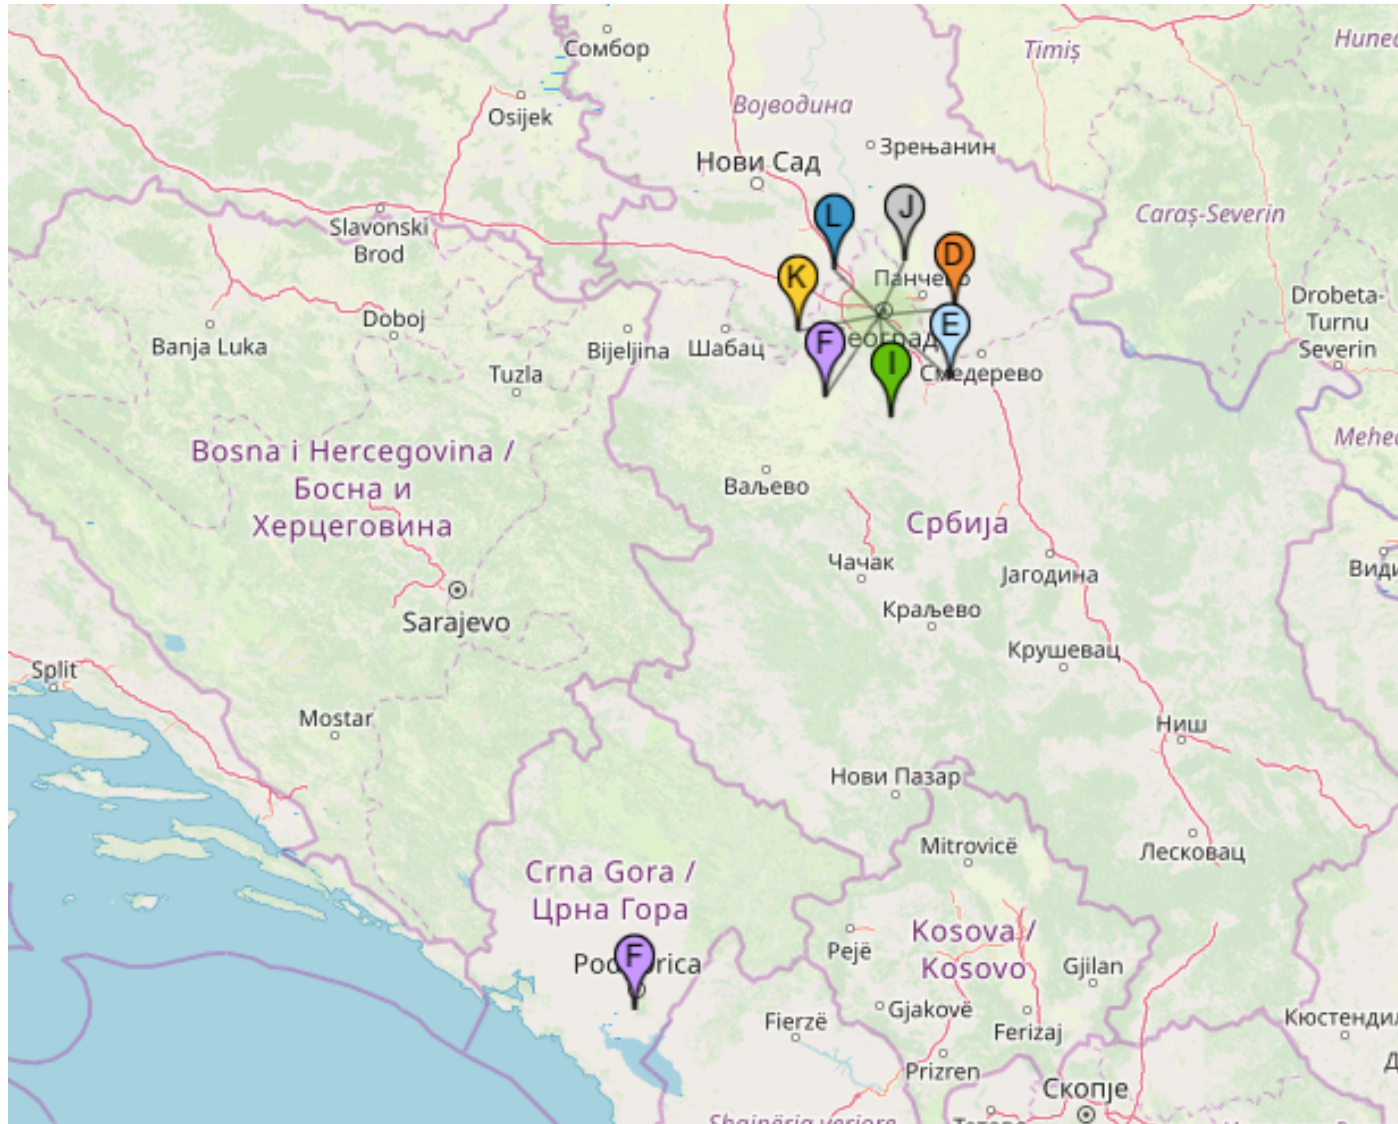 Сомбор
Timiș
Osijek
Војводина
Зрењанин
Нови Сад
Caraș-Severin
L
J
Slavonski
Brod
D
K
Панчево
Drobeta-
Turnu
Severin
Doboj
E
Banja Luka
Bijeljina
Шабац
F
I
Смедерево
Tuzla
Bosna i Hercegovina /
Босна и
Херцеговина
Ваљево
Србија
Чачак
Јагодина
Sarajevo
Краљево
Крушевац
Split
Mostar
Ниш
Нови Пазар
Mitrovicë
Лесковац
Crna Gora /
Црна Гора
Pejë
Kosova /
Kosovo
Gjilan
F
Gjakovë
Fierzë
Ferizaj
Prizren
Скопје